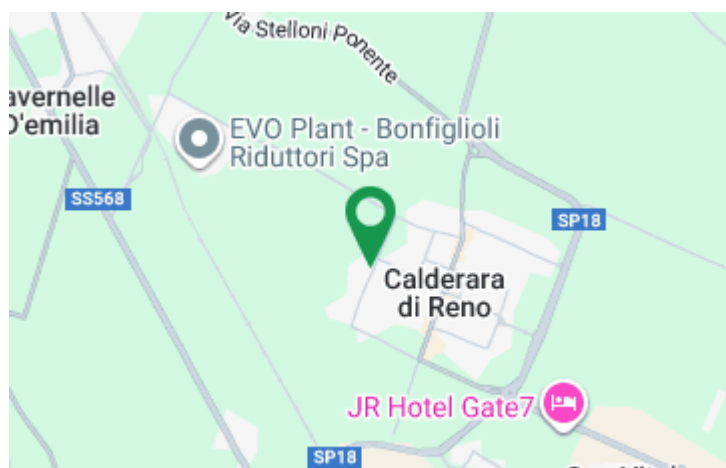 Via Stelloni Ponente
avernelle
D'emilia
EVO Plant - Bonfiglioli
Riduttori Spa
SS568
SP18
Calderara
di Reno
JR Hotel Gate7
SP18